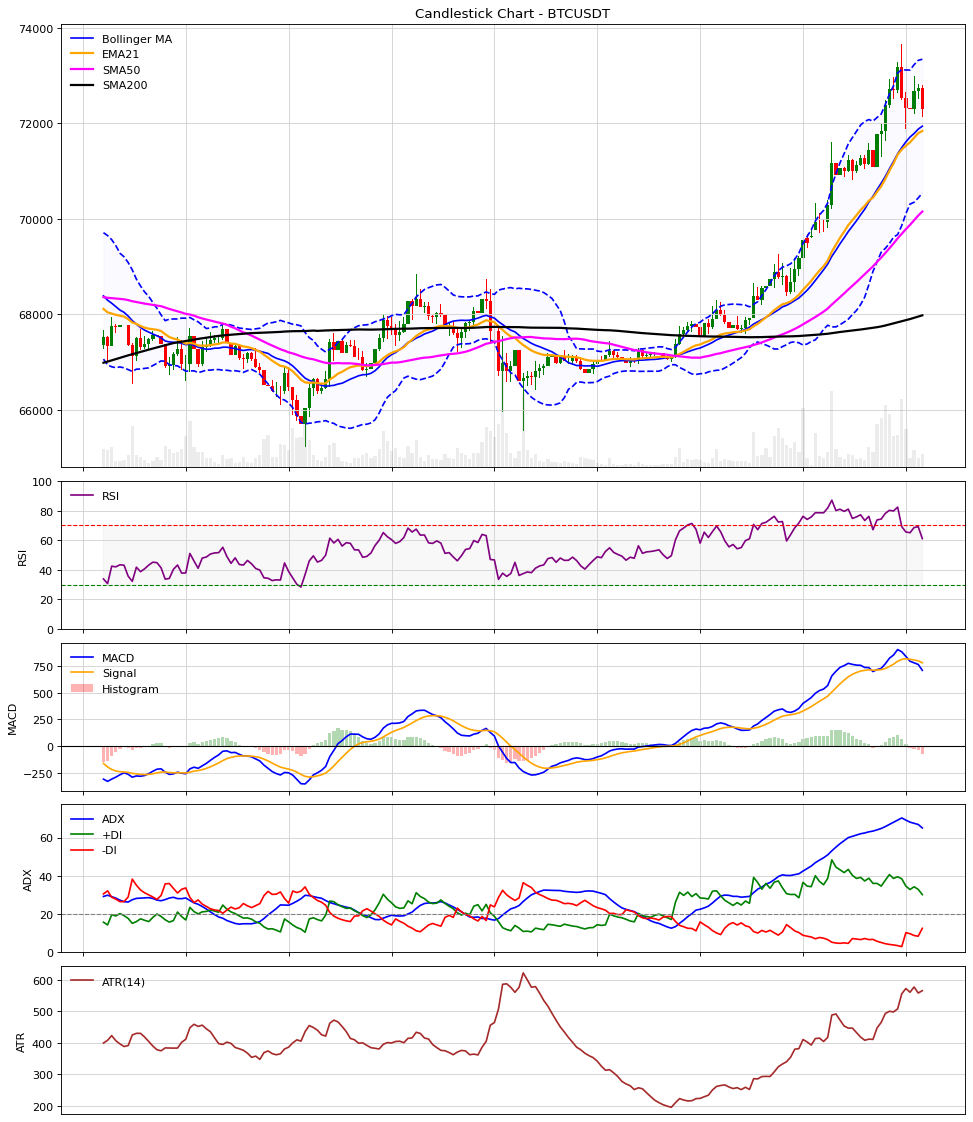 Candlestick Chart - BTCUSDT
74000
72000
70000
68000
66000
Bollinger MA
EMA21
SMA50
SMA200
100
80
60
40
20
0
RSI
RSI
750
500
250
0
−250
MACD
MACD
Signal
Histogram
60
40
20
0
ADX
ADX
+DI
-DI
600
500
400
300
200
ATR
ATR(14)